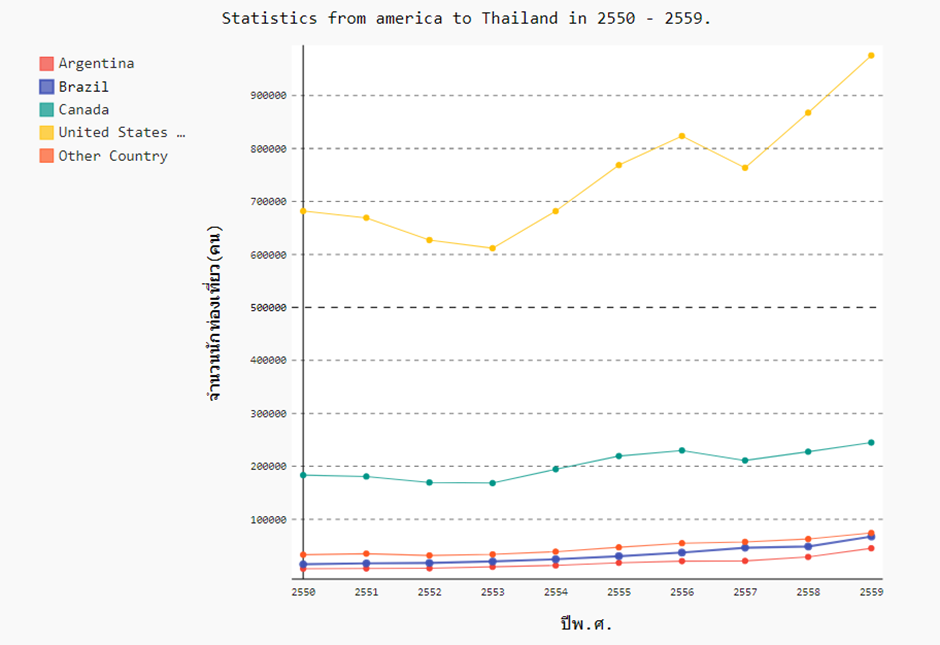 Statistics from america to Thailand in 2550 - 2559.
Argentina
Brazil
Canada
United States …
Other Country
จำนวนนักท่องเที่ยว(คน)
900000
800000
700000
600000
500000
400000
300000
200000
100000
2550 2551 2552 2553 2554 2555 2556 2557 2558 2559
ปีพ.ศ.